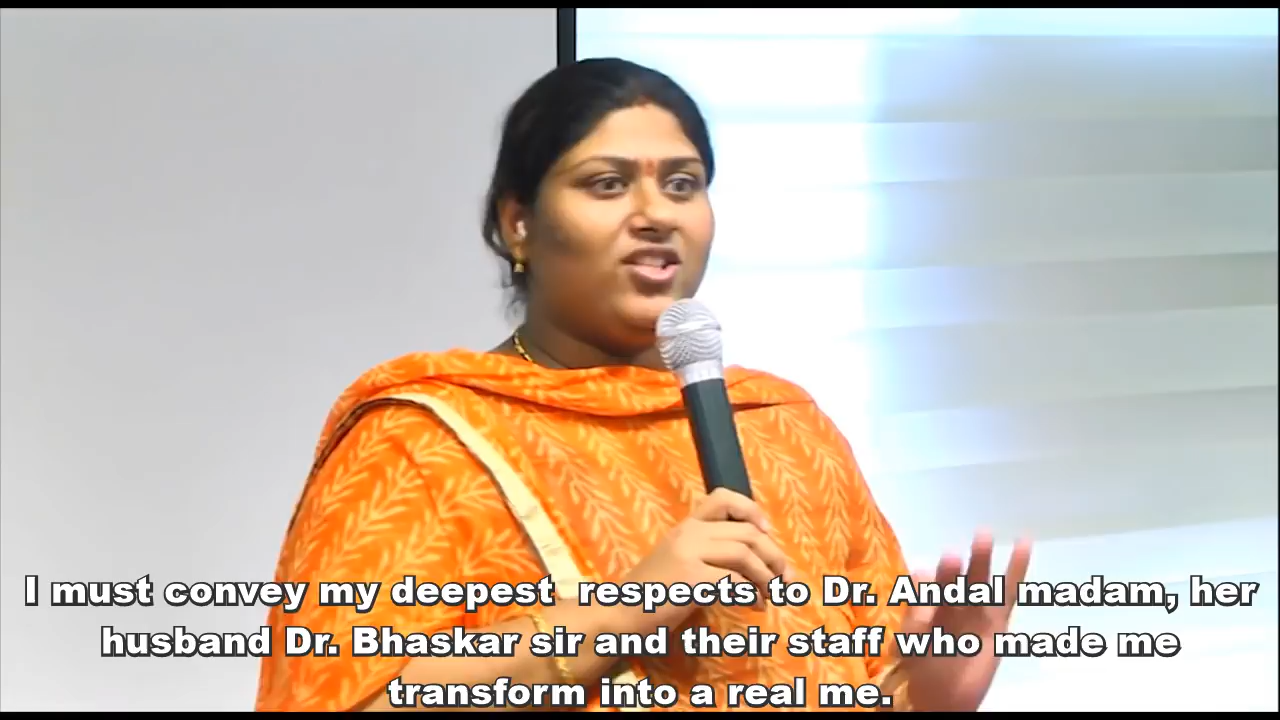 I must convey my deepest  respects to Dr. Andal madam, her
husband Dr. Bhaskar sir and their staff who made me
transform into a real me.